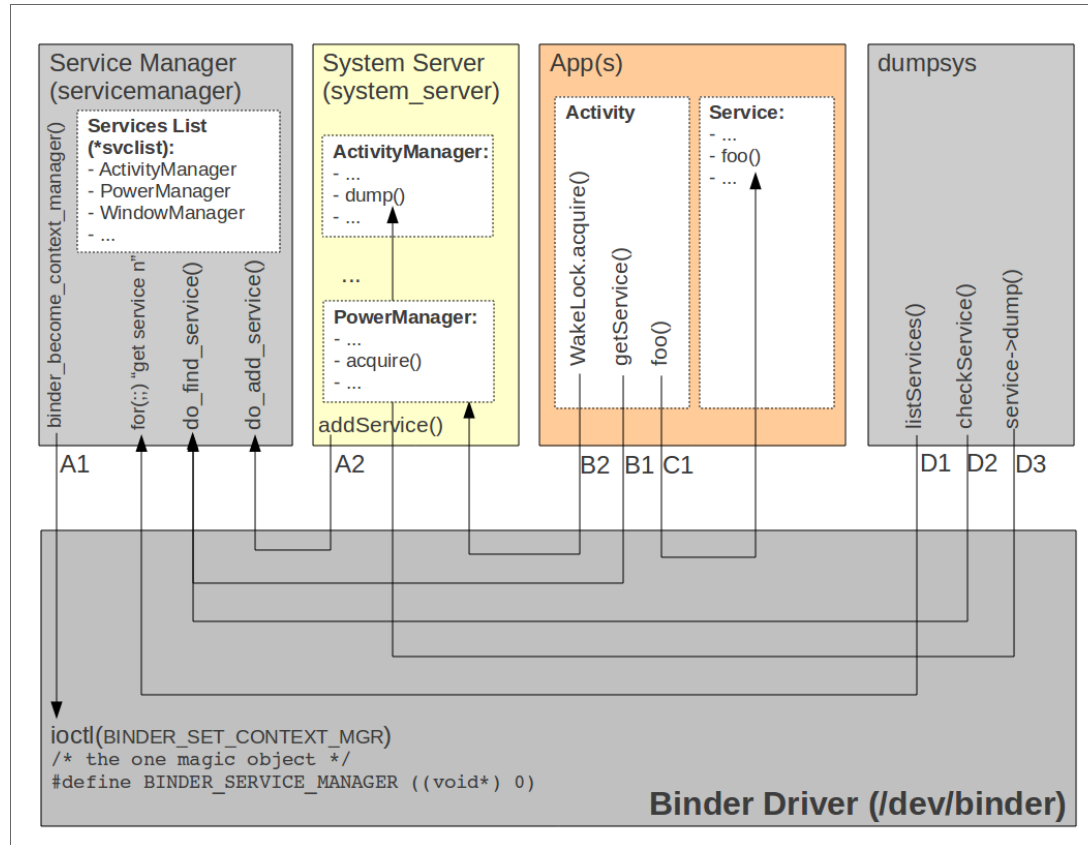 Service Manager
(servicemanager)
Services List
(*svclist):
- ActivityManager
- PowerManager
- WindowManager
- ...
binder_become_context_manager()
for(;;) “get service n”
do_find_service()
do_add_service()
System Server
(system_server)
ActivityManager:
- ...
- dump()
- ...
...
PowerManager:
- ...
- acquire()
- ...
addService()
App(s)
Activity
WakeLock.acquire()
getService()
foo()
Service:
- ...
- foo()
- ...
dumpsys
listServices()
checkService()
service->dump()
A1
A2
B2
B1
C1
D1
D2
D3
ioctl(BINDER_SET_CONTEXT_MGR)
/* the one magic object */
#define BINDER_SERVICE_MANAGER ((void*) 0)
Binder Driver (/dev/binder)